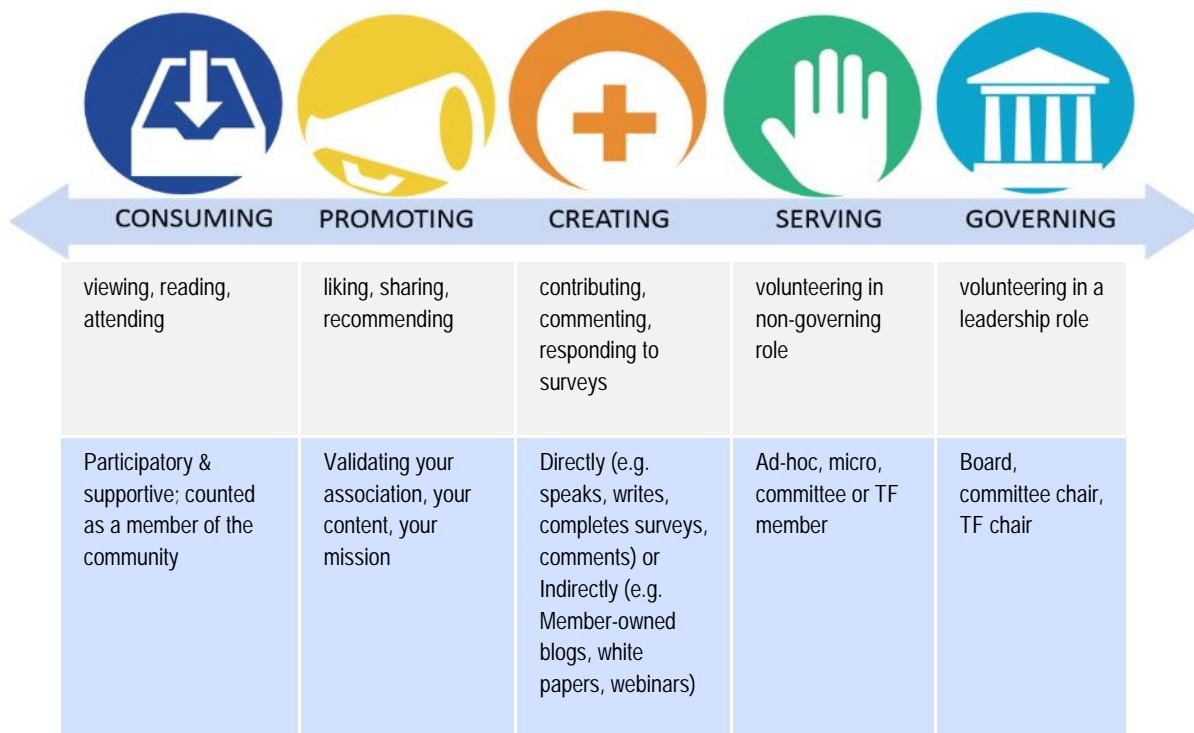 CONSUMING PROMOTING CREATING SERVING GOVERNING
viewing, reading,
attending
liking, sharing,
recommending
contributing,
commenting,
responding to
surveys
volunteering in
non-governing
role
volunteering in a
leadership role
Participatory &
supportive; counted
as a member of the
community
Validating your
association, your
content, your
mission
Directly (e.g.
speaks, writes,
completes surveys,
comments) or
Indirectly (e.g.
Member-owned
blogs, white
papers, webinars)
Ad-hoc, micro,
committee or TF
member
Board,
committee chair,
TF chair